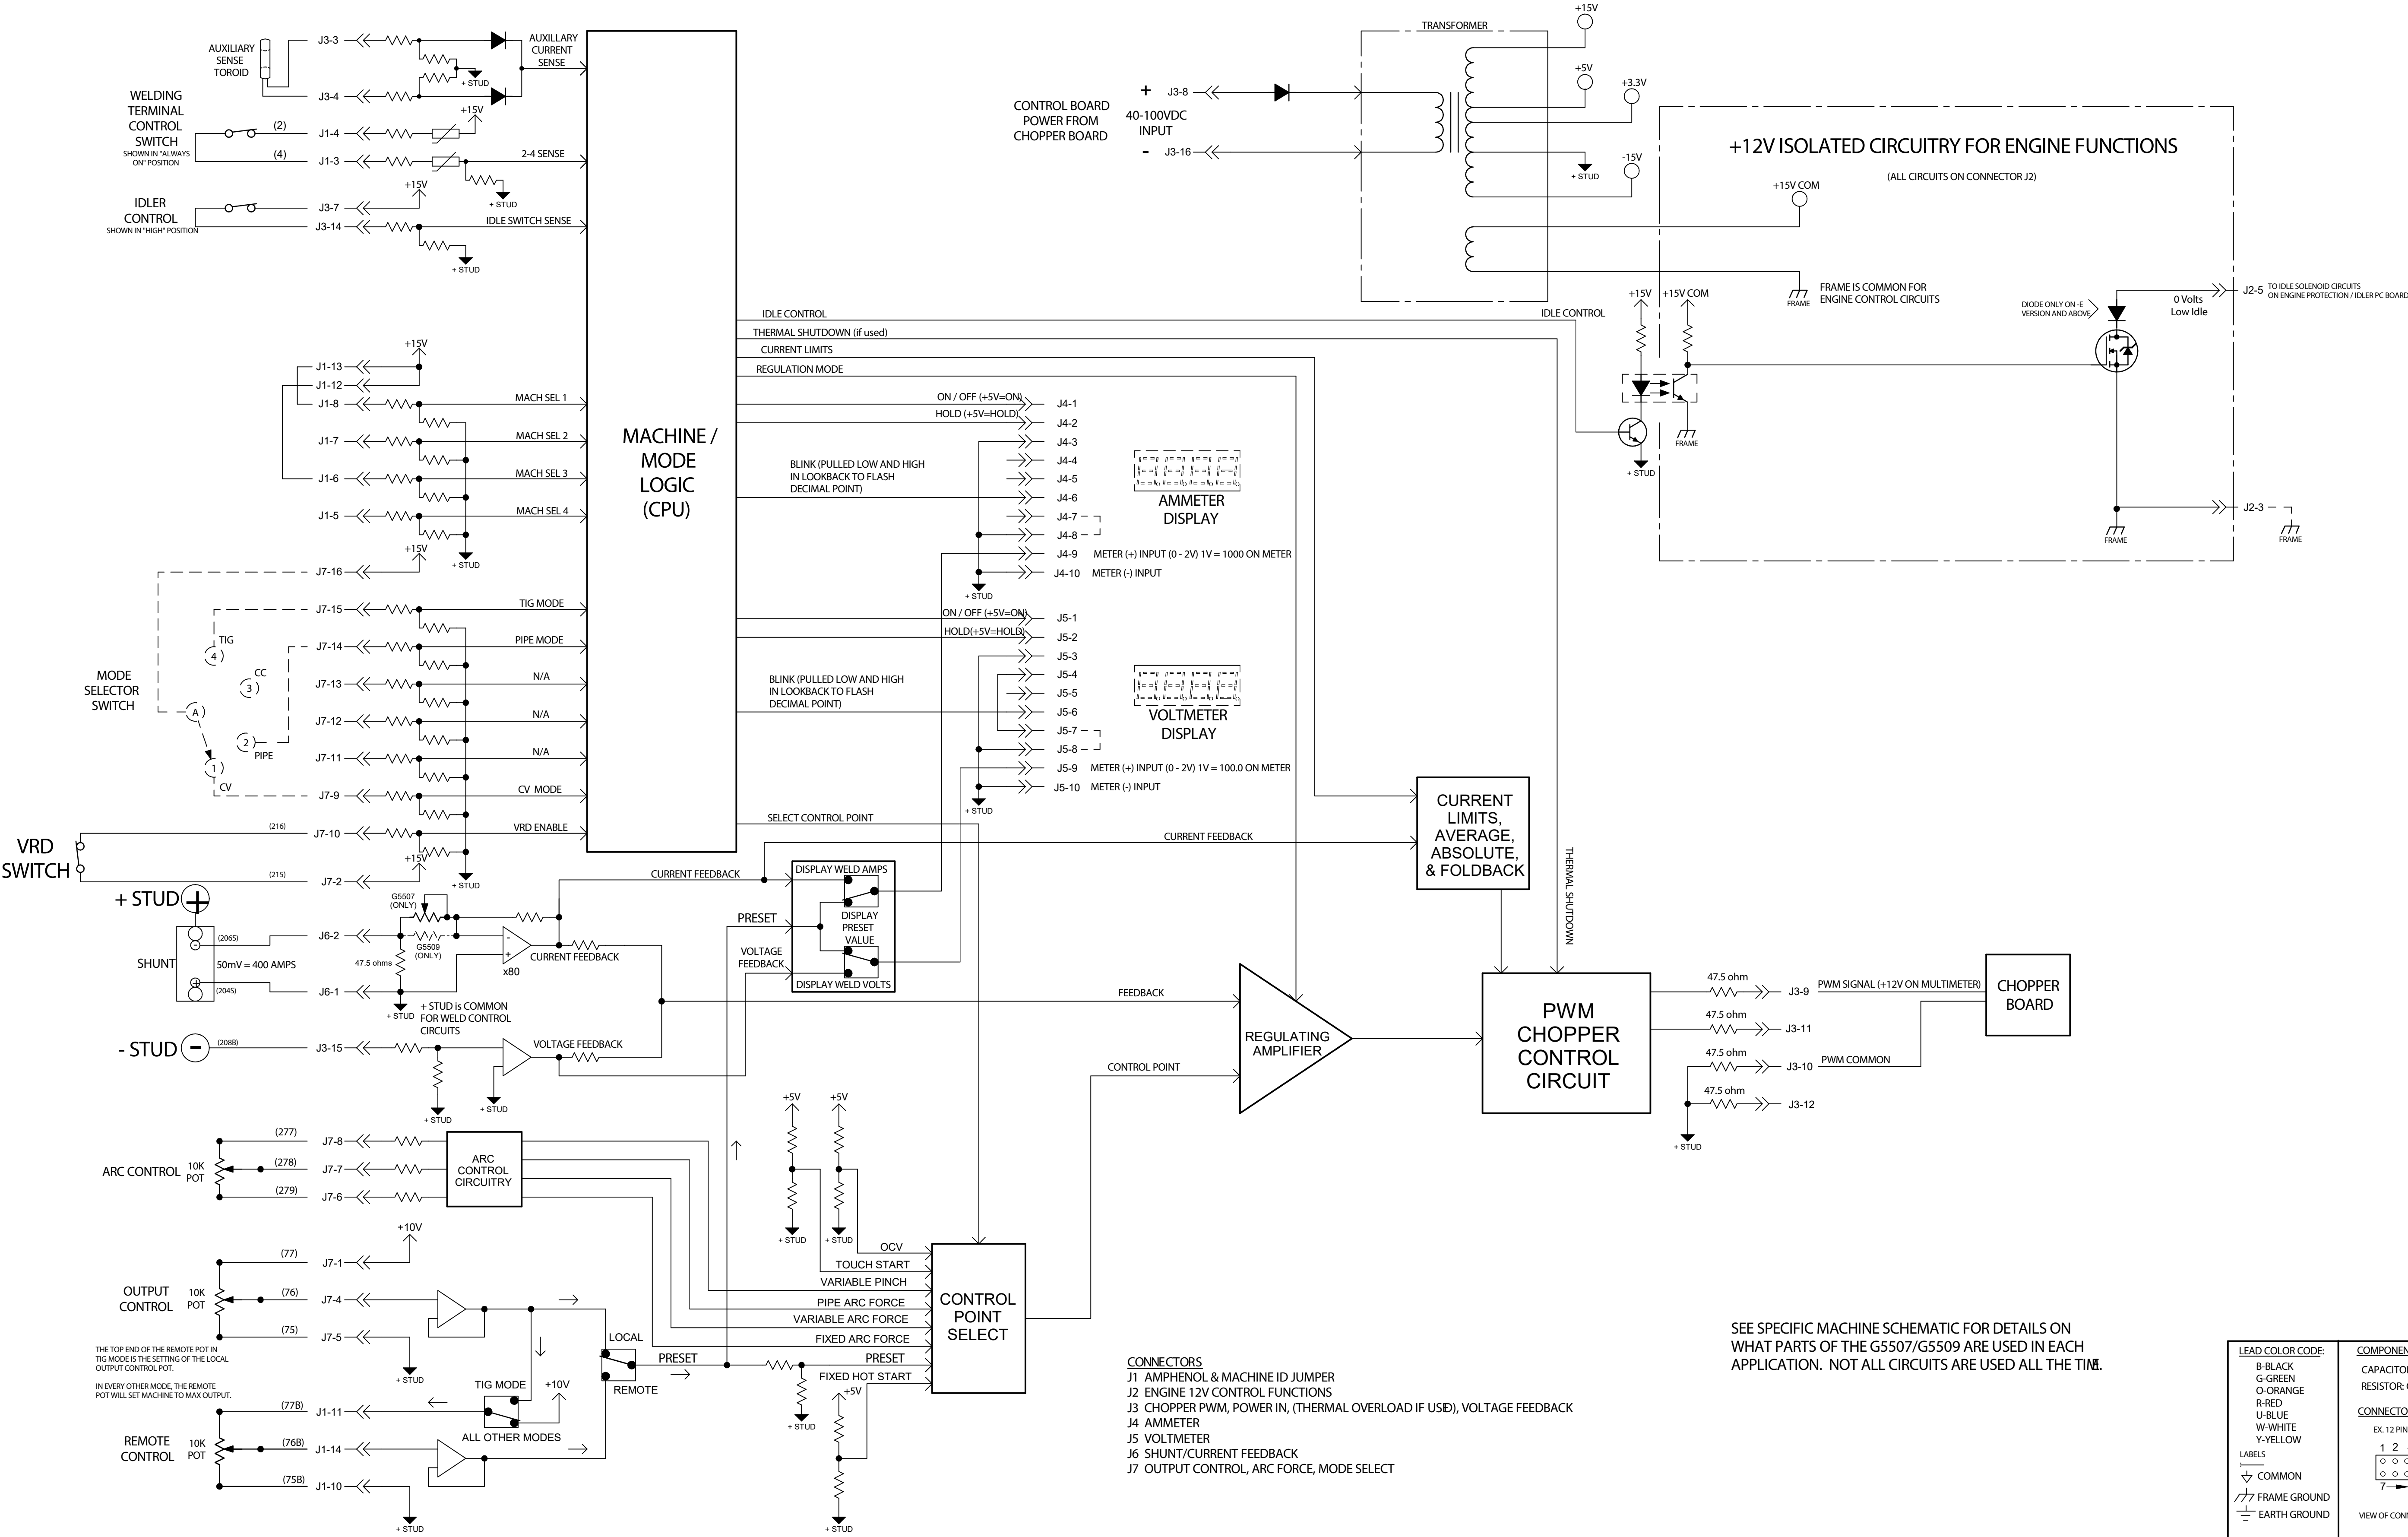 AUXILIARY
SENSE
TOROID
J3-3
J3-4
+ STUD
AUXILLARY
CURRENT
SENSE
WELDING
TERMINAL
CONTROL
SWITCH
SHOWN IN "ALWAYS
ON" POSITION
(2)
J1-4
+15V
(4)
J1-3
2-4 SENSE
+ STUD
IDLER
CONTROL
SHOWN IN "HIGH" POSITION
+15V
J3-7
J3-14
IDLE SWITCH SENSE
+ STUD
+15V
J1-13
J1-12
J1-8
MACH SEL 1
J1-7
MACH SEL 2
J1-6
MACH SEL 3
J1-5
MACH SEL 4
+ STUD
+15V
J7-16
J7-15
TIG MODE
J7-14
PIPE MODE
J7-13
N/A
J7-12
N/A
J7-11
N/A
J7-9
CV MODE
MODE
SELECTOR
SWITCH
TIG
4
CC
3
A
2
PIPE
1
CV
VRD
SWITCH
(216)
J7-10
VRD ENABLE
+15V
(215)
J7-2
+ STUD
MACHINE /
MODE
LOGIC
(CPU)
+ STUD
SHUNT
50mV = 400 AMPS
(206S)
(204S)
J6-2
J6-1
G5507
(ONLY)
G5509
(ONLY)
47.5 ohms
-
+
x80
CURRENT FEEDBACK
+ STUD
+ STUD is COMMON
FOR WELD CONTROL
CIRCUITS
- STUD
(208B)
J3-15
VOLTAGE FEEDBACK
+ STUD
+ STUD
ARC CONTROL
10K
POT
(277)
J7-8
(278)
J7-7
(279)
J7-6
ARC
CONTROL
CIRCUITRY
OUTPUT
CONTROL
10K
POT
+10V
(77)
J7-1
(76)
J7-4
(75)
J7-5
+ STUD
THE TOP END OF THE REMOTE POT IN
TIG MODE IS THE SETTING OF THE LOCAL
OUTPUT CONTROL POT.
IN EVERY OTHER MODE, THE REMOTE
POT WILL SET MACHINE TO MAX OUTPUT.
REMOTE
CONTROL
10K
POT
(77B)
J1-11
(76B)
J1-14
(75B)
J1-10
+ STUD
TIG MODE
+10V
ALL OTHER MODES
LOCAL
REMOTE
PRESET
IDLE CONTROL
THERMAL SHUTDOWN (if used)
CURRENT LIMITS
REGULATION MODE
ON / OFF (+5V=ON)
J4-1
HOLD (+5V=HOLD)
J4-2
J4-3
J4-4
J4-5
BLINK (PULLED LOW AND HIGH
IN LOOKBACK TO FLASH
DECIMAL POINT)
J4-6
J4-7
J4-8
J4-9 METER (+) INPUT (0 - 2V) 1V = 1000 ON METER
J4-10 METER (-) INPUT
+ STUD
AMMETER
DISPLAY
ON / OFF (+5V=ON)
J5-1
HOLD(+5V=HOLD)
J5-2
J5-3
J5-4
J5-5
BLINK (PULLED LOW AND HIGH
IN LOOKBACK TO FLASH
DECIMAL POINT)
J5-6
J5-7
J5-8
J5-9 METER (+) INPUT (0 - 2V) 1V = 100.0 ON METER
J5-10 METER (-) INPUT
+ STUD
VOLTMETER
DISPLAY
SELECT CONTROL POINT
CURRENT FEEDBACK
CURRENT FEEDBACK
DISPLAY WELD AMPS
PRESET
DISPLAY
PRESET
VALUE
VOLTAGE
FEEDBACK
DISPLAY WELD VOLTS
FEEDBACK
CONTROL POINT
+5V
+5V
+ STUD
+ STUD
OCV
TOUCH START
VARIABLE PINCH
PIPE ARC FORCE
VARIABLE ARC FORCE
FIXED ARC FORCE
PRESET
FIXED HOT START
+ STUD
+5V
+ STUD
CONTROL
POINT
SELECT
REGULATING
AMPLIFIER
CURRENT
LIMITS,
AVERAGE,
ABSOLUTE,
& FOLDBACK
THERMAL SHUTDOWN
PWM
CHOPPER
CONTROL
CIRCUIT
47.5 ohm
J3-9 PWM SIGNAL (+12V ON MULTIMETER)
47.5 ohm
J3-11
47.5 ohm
J3-10 PWM COMMON
47.5 ohm
J3-12
+ STUD
CHOPPER
BOARD
CONTROL BOARD
POWER FROM
CHOPPER BOARD
+
40-100VDC
INPUT
-
J3-8
J3-16
TRANSFORMER
+15V
+5V
+3.3V
+ STUD
-15V
+12V ISOLATED CIRCUITRY FOR ENGINE FUNCTIONS
(ALL CIRCUITS ON CONNECTOR J2)
+15V COM
FRAME
FRAME IS COMMON FOR
ENGINE CONTROL CIRCUITS
IDLE CONTROL
+15V
+15V COM
FRAME
+ STUD
DIODE ONLY ON -E
VERSION AND ABOVE
0 Volts
Low Idle
J2-5 TO IDLE SOLENOID CIRCUITS
ON ENGINE PROTECTION / IDLER PC BOARD
J2-3
FRAME
FRAME
CONNECTORS
J1 AMPHENOL & MACHINE ID JUMPER
J2 ENGINE 12V CONTROL FUNCTIONS
J3 CHOPPER PWM, POWER IN, (THERMAL OVERLOAD IF USED), VOLTAGE FEEDBACK
J4 AMMETER
J5 VOLTMETER
J6 SHUNT/CURRENT FEEDBACK
J7 OUTPUT CONTROL, ARC FORCE, MODE SELECT
SEE SPECIFIC MACHINE SCHEMATIC FOR DETAILS ON
WHAT PARTS OF THE G5507/G5509 ARE USED IN EACH
APPLICATION. NOT ALL CIRCUITS ARE USED ALL THE TIME.
LEAD COLOR CODE:
B-BLACK
G-GREEN
O-ORANGE
R-RED
U-BLUE
W-WHITE
Y-YELLOW
LABELS
COMMON
FRAME GROUND
EARTH GROUND
COMPONEN
CAPACITO
RESISTOR:
CONNECTO
EX. 12 PIN
1 2
7
VIEW OF CON